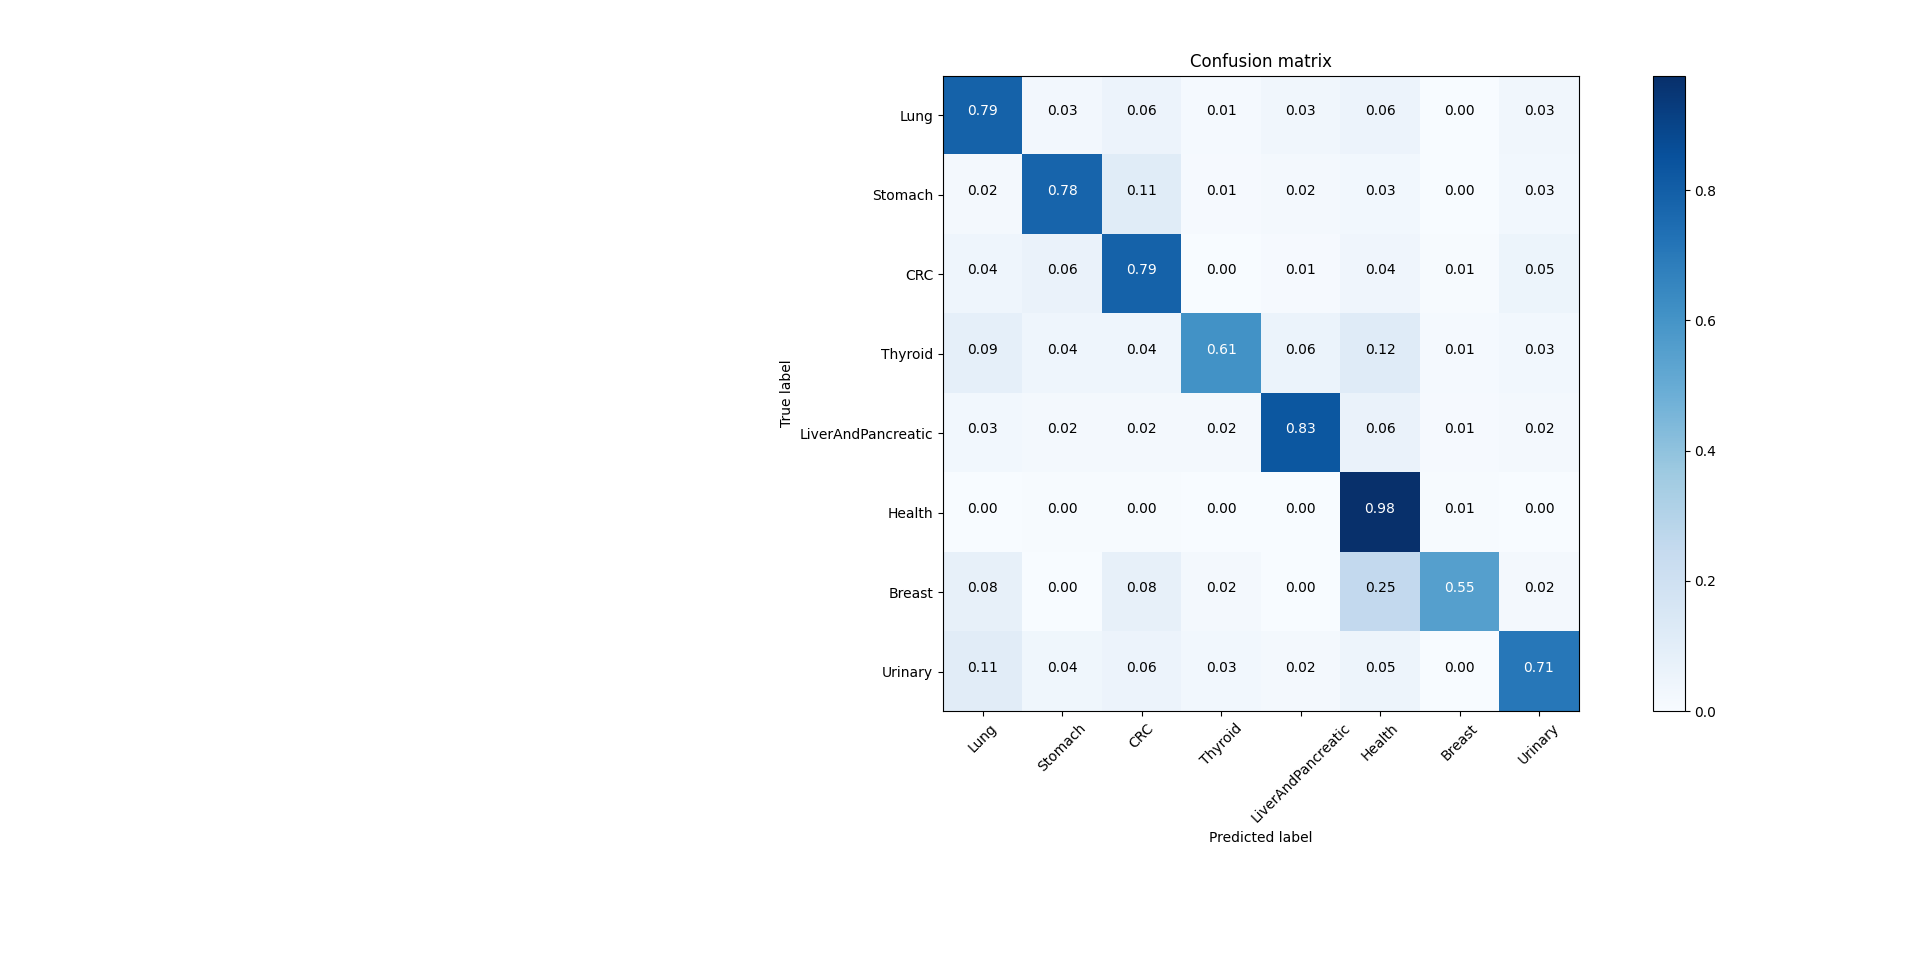 Confusion matrix
True label
Lung 0.79 0.03 0.06 0.01 0.03 0.06 0.00 0.03
Stomach 0.02 0.78 0.11 0.01 0.02 0.03 0.00 0.03
CRC 0.04 0.06 0.79 0.00 0.01 0.04 0.01 0.05
Thyroid 0.09 0.04 0.04 0.61 0.06 0.12 0.01 0.03
LiverAndPancreatic 0.03 0.02 0.02 0.02 0.83 0.06 0.01 0.02
Health 0.00 0.00 0.00 0.00 0.00 0.98 0.01 0.00
Breast 0.08 0.00 0.08 0.02 0.00 0.25 0.55 0.02
Urinary 0.11 0.04 0.06 0.03 0.02 0.05 0.00 0.71
Lung Stomach CRC Thyroid LiverAndPancreatic Health Breast Urinary
Predicted label
0.8
0.6
0.4
0.2
0.0